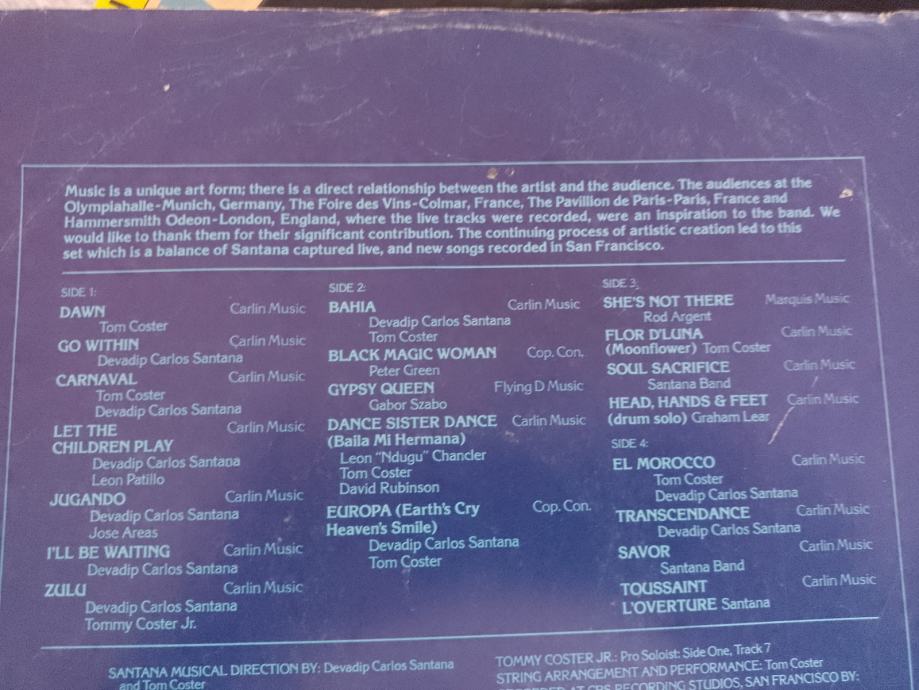 Music is a unique art form; there is a direct relationship between the artist and the audience. The audiences at the
Olympiahalle-Munich, Germany, The Foire des Vins-Colmar, France, The Pavillion de Paris-Paris, France and
Hammersmith Odeon-London, England, where the live tracks were recorded, were an inspiration to the band. We
would like to thank them for their significant contribution. The continuing process of artistic creation led to this
set which is a balance of Santana captured live, and new songs recorded in San Francisco.
SIDE 1:
DAWN Carlin Music
Tom Coster
GO WITHIN Carlin Music
Devadip Carlos Santana
CARNAVAL Carlin Music
Tom Coster
Devadip Carlos Santana
LET THE Carlin Music
CHILDREN PLAY
Devadip Carlos Santana
Leon Patillo
JUGANDO Carlin Music
Devadip Carlos Santana
Jose Areas
I'LL BE WAITING Carlin Music
Devadip Carlos Santana
ZULU Carlin Music
Devadip Carlos Santana
Tommy Coster Jr.
SIDE 2:
BAHIA Carlin Music
Devadip Carlos Santana
Tom Coster
BLACK MAGIC WOMAN Cop. Con.
Peter Green
GYPSY QUEEN Flying D Music
Gabor Szabo
DANCE SISTER DANCE Carlin Music
(Baila Mi Hermana)
Leon "Ndugu" Chancler
Tom Coster
David Rubinson
EUROPA (Earth's Cry Cop. Con.
Heaven's Smile)
Devadip Carlos Santana
Tom Coster
SIDE 3:
SHE'S NOT THERE Marquis Music
Rod Argent
FLOR D'LUNA Carlin Music
(Moonflower) Tom Coster
SOUL SACRIFICE Carlin Music
Santana Band
HEAD, HANDS & FEET Carlin Music
(drum solo) Graham Lear
SIDE 4:
EL MOROCCO Carlin Music
Tom Coster
Devadip Carlos Santana
TRANSCENDANCE Carlin Music
Devadip Carlos Santana
SAVOR Carlin Music
Santana Band
TOUSSAINT Carlin Music
L'OVERTURE Santana
SANTANA MUSICAL DIRECTION BY: Devadip Carlos Santana
and Tom Coster
TOMMY COSTER JR.: Pro Soloist: Side One, Track 7
STRING ARRANGEMENT AND PERFORMANCE: Tom Coster
RECORDED AT CBS RECORDING STUDIOS, SAN FRANCISCO BY: